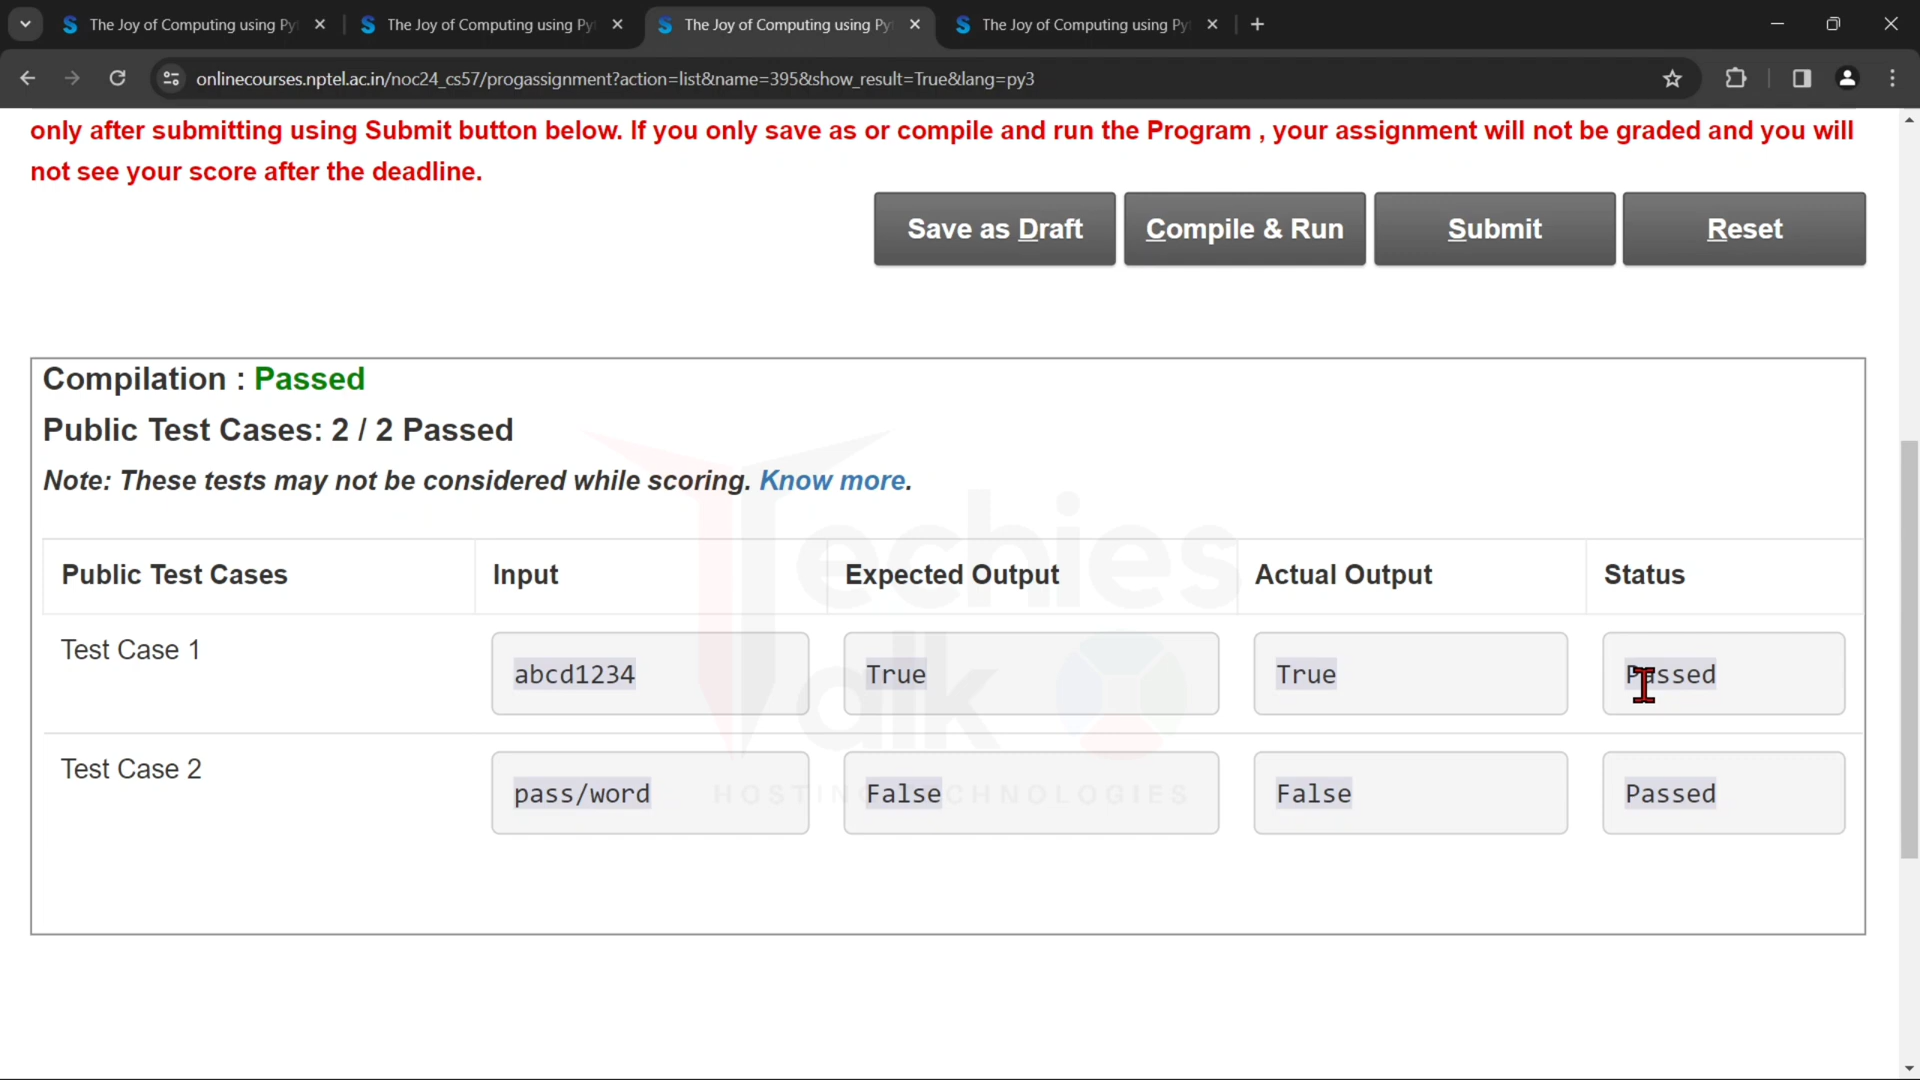 The Joy of Computing using Py
The Joy of Computing using Py
The Joy of Computing using Py
The Joy of Computing using Py
onlinecourses.nptel.ac.in/noc24_cs57/progassignment?action=list&name=395&show_result=True&lang=py3
only after submitting using Submit button below. If you only save as or compile and run the Program , your assignment will not be graded and you will
not see your score after the deadline.
Save as Draft Compile & Run Submit Reset
Compilation : Passed
Public Test Cases: 2 / 2 Passed
Note: These tests may not be considered while scoring. Know more.
Public Test Cases Input Expected Output Actual Output Status
Test Case 1 abcd1234 True True Passed
Test Case 2 pass/word False False Passed
Techies
Talk
HOSTING TECHNOLOGIES